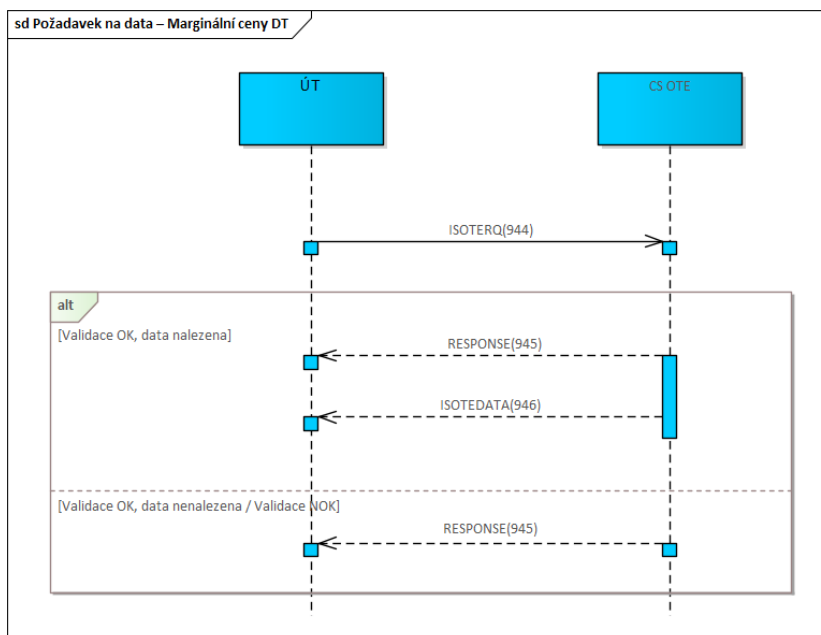 sd Požadavek na data – Marginální ceny DT
ÚT
CS OTE
ISOTERQ(944)
alt
[Validace OK, data nalezena]
RESPONSE(945)
ISOTEDATA(946)
[Validace OK, data nenalezena / Validace NOK]
RESPONSE(945)